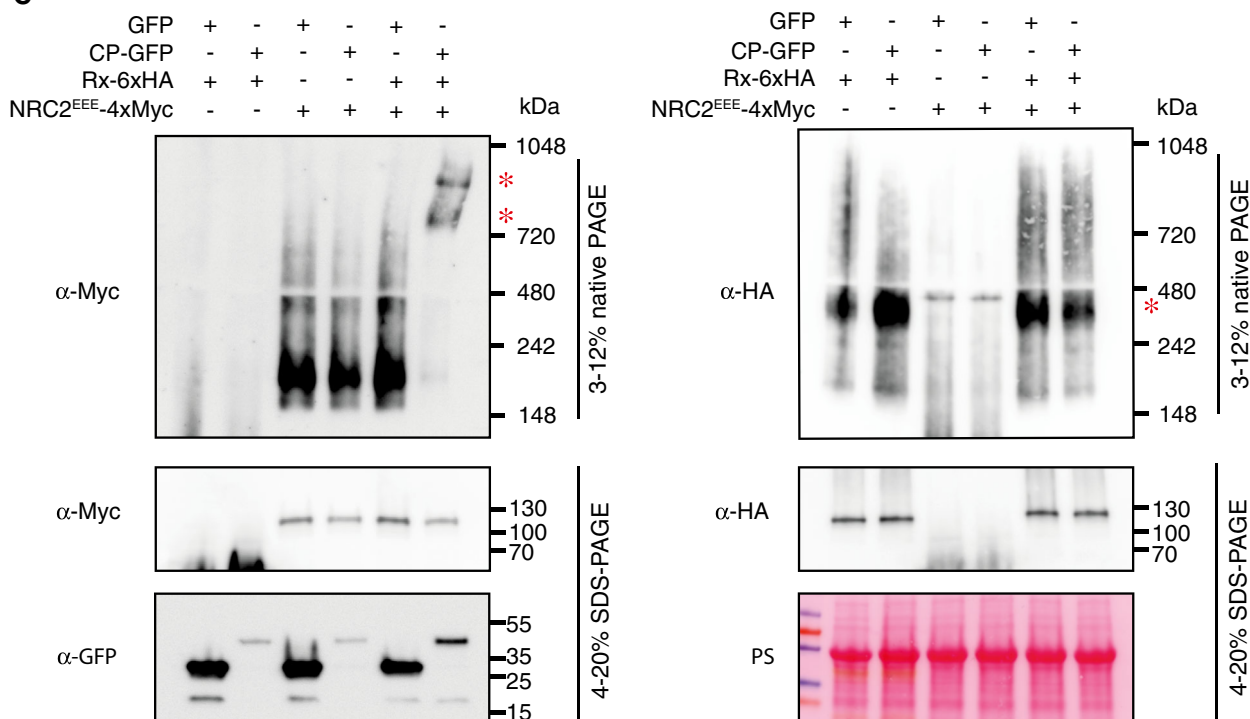 GFP + - + - + -
CP-GFP - + - + - +
Rx-6xHA + + - - + +
NRC2EEE-4xMyc - - + + + +
kDa
α-Myc
1048
*
*
720
480
242
148
3-12% native PAGE
α-Myc
130
100
70
α-GFP
55
35
25
15
4-20% SDS-PAGE
GFP + - + - + -
CP-GFP - + - + - +
Rx-6xHA + + - - + +
NRC2EEE-4xMyc - - + + + +
kDa
α-HA
1048
720
480
*
242
148
3-12% native PAGE
α-HA
130
100
70
PS
4-20% SDS-PAGE